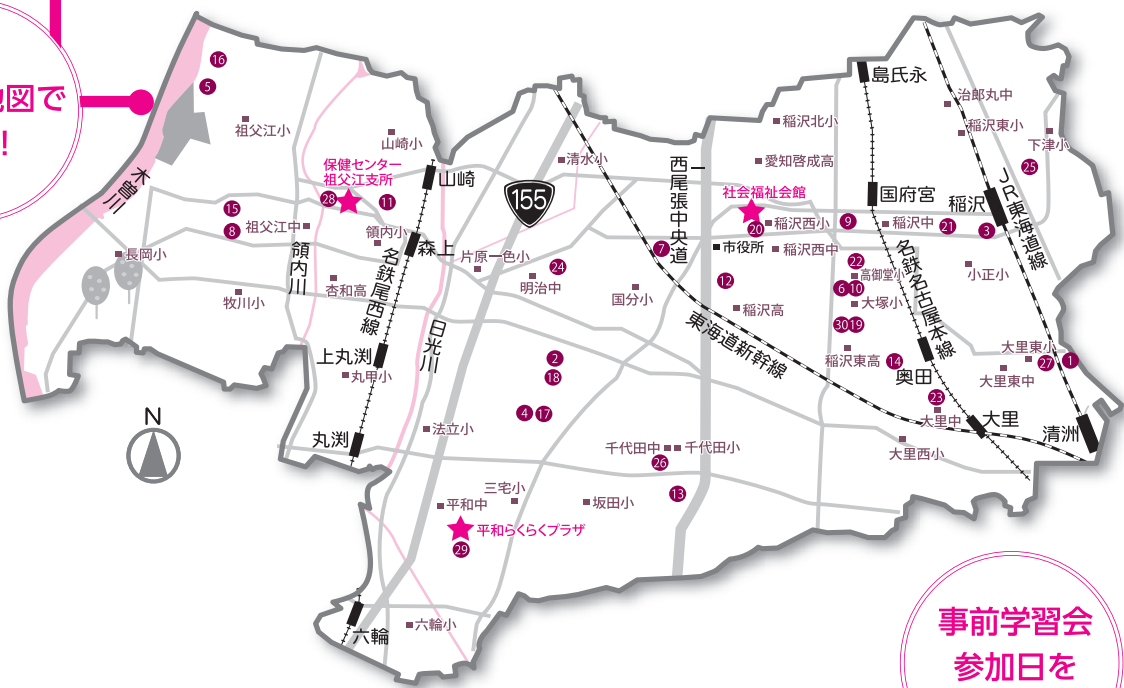 地図で
!
16
5
祖父江小
山崎小
保健センター
祖父江支所
28
11
山崎
木曽川
15
8
祖父江中
領内小
長岡小
領内川
森上
名鉄尾西線
杏和高
牧川小
上丸渕
丸甲小
日光川
丸渕
法立小
N
清水小
155
片原一色小
明治中
24
国分小
2
18
4
17
西尾張中央道
7
東海道新幹線
島氏永
稲沢北小
愛知啓成高
社会福祉会館
20
稲沢西小
市役所
稲沢西中
12
稲沢高
国府宮
9
稲沢中
21
3
稲沢
JR東海道線
治郎丸中
稲沢東小
下津小
25
22
高御堂小
6
10
大塚小
30
19
稲沢東高
14
名鉄名古屋本線
奥田
小正小
大里東小
27
1
大里東中
23
大里中
大里
清洲
大里西小
千代田中
千代田小
26
13
三宅小
平和中
坂田小
平和らくらくプラザ
29
六輪
六輪小
事前学習会
参加日を